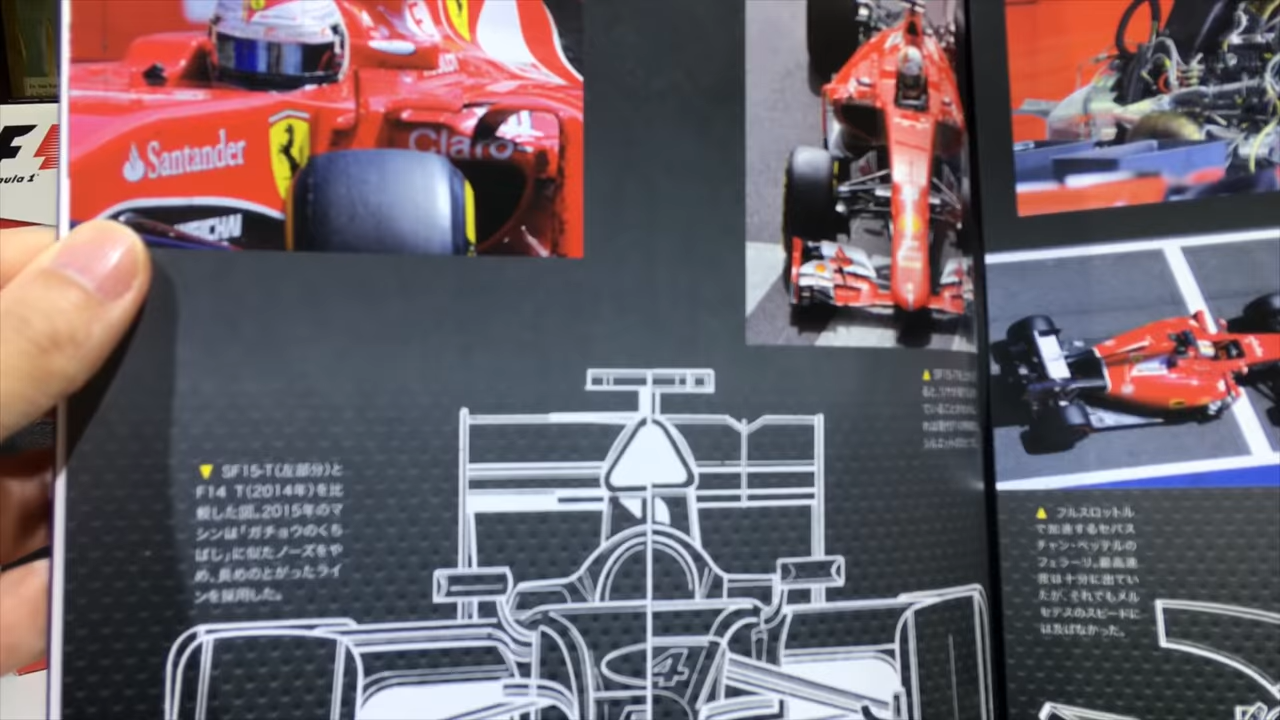 Santander
Claro
F1
ula 1
▼ SF15-T(左部分)と
F14 T(2014年)を比
較した図。2015年のマ
シンは「ガチョウのくち
ばし」に似たノーズをや
め、長めのとがったライ
ンを採用した。
4
▲ フルスロットル
で加速するセバス
チャン・ベッテルの
フェラーリ。最高速
度は十分に出てい
たが、それでもメル
セデスのスピードに
は及ばなかった。